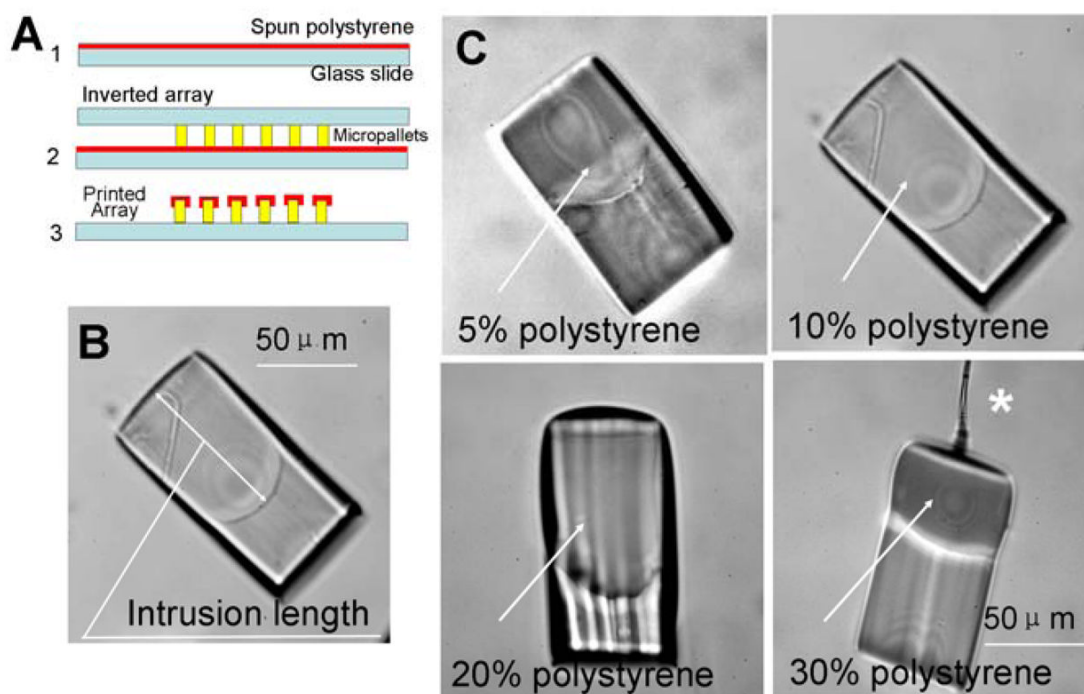 A
Spun polystyrene
1
Glass slide
Inverted array
Micropallets
2
Printed
Array
3
B
50 μ m
Intrusion length
C
5% polystyrene
10% polystyrene
20% polystyrene
*
50 μ m
30% polystyrene